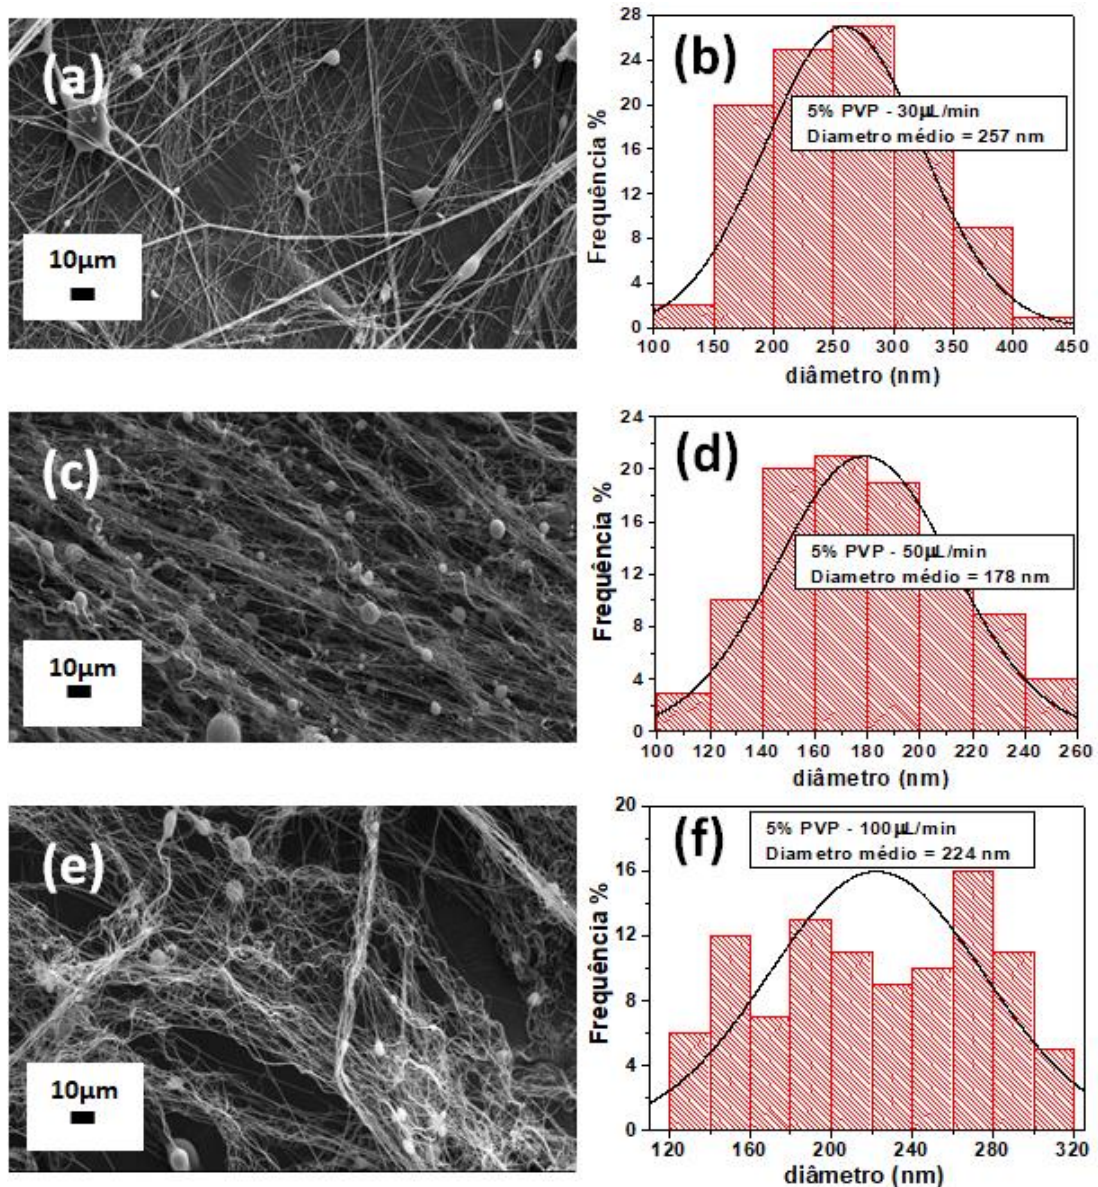 (a)
10µm
(b)
28
24
20
16
12
8
4
0
Frequência %
5% PVP - 30µL/min
Diametro médio = 257 nm
100 150 200 250 300 350 400 450
diâmetro (nm)
(c)
10µm
(d)
24
20
16
12
8
4
0
Frequência %
5% PVP - 50µL/min
Diametro médio = 178 nm
100 120 140 160 180 200 220 240 260
diâmetro (nm)
(e)
10µm
(f)
20
16
12
8
4
0
Frequência %
5% PVP - 100µL/min
Diametro médio = 224 nm
120 160 200 240 280 320
diâmetro (nm)